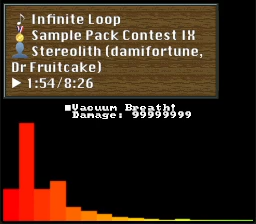 Infinite Loop
Sample Pack Contest IX
Stereolith (damifortune,
Dr Fruitcake)
1:54/8:26
Vacuum Breath!
Damage: 99999999